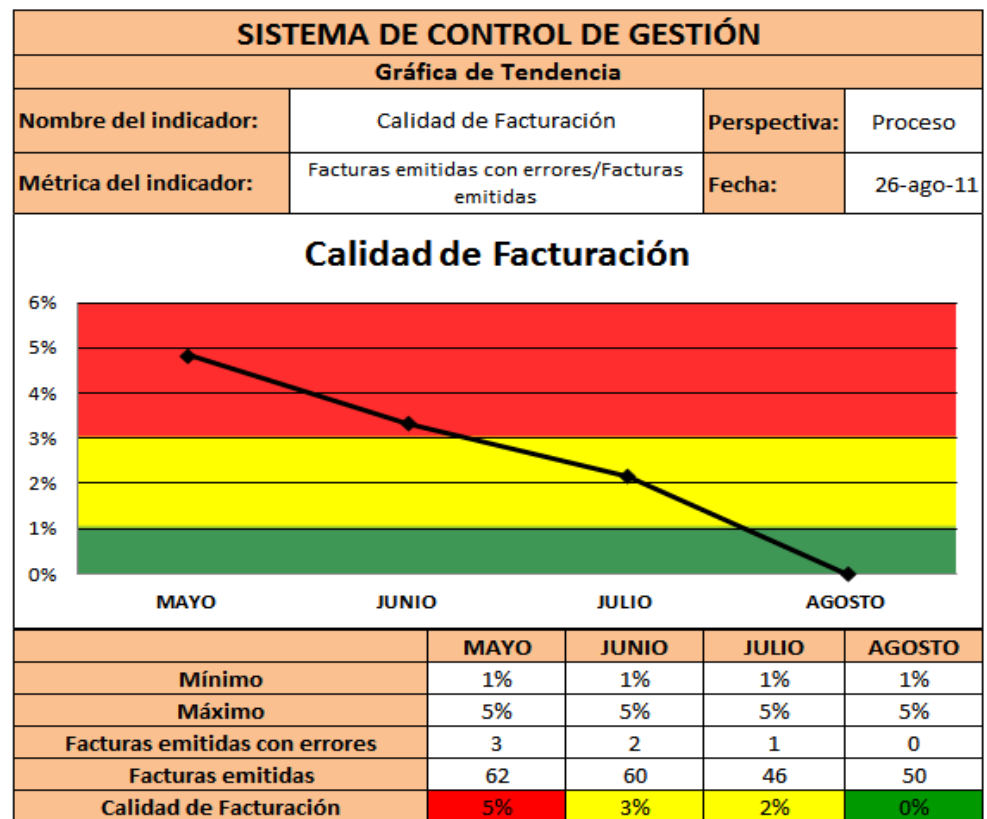 SISTEMA DE CONTROL DE GESTIÓN
Gráfica de Tendencia
Nombre del indicador: Calidad de Facturación Perspectiva: Proceso
Métrica del indicador: Facturas emitidas con errores/Facturas
emitidas Fecha: 26-ago-11
Calidad de Facturación
6%
5%
4%
3%
2%
1%
0%
MAYO JUNIO JULIO AGOSTO
MAYO JUNIO JULIO AGOSTO
Mínimo 1% 1% 1% 1%
Máximo 5% 5% 5% 5%
Facturas emitidas con errores 3 2 1 0
Facturas emitidas 62 60 46 50
Calidad de Facturación 5% 3% 2% 0%